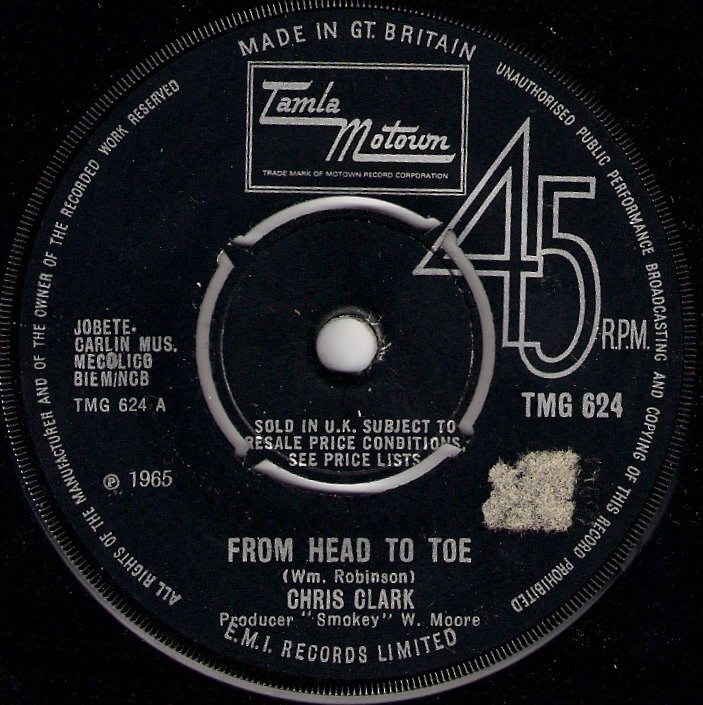 MADE IN GT. BRITAIN
Tamla
Motown
TRADE MARK OF MOTOWN RECORD CORPORATION
UNAUTHORISED PUBLIC PERFORMANCE BROADCASTING AND COPYING OF THIS RECORD PROHIBITED
ALL RIGHTS OF THE MANUFACTURER AND OF THE OWNER OF THE RECORDED WORK RESERVED
45
R.P.M.
JOBETE.
CARLIN MUS.
MECOLICO
BIEM/NCB
TMG 624 A
TMG 624
SOLD IN U.K. SUBJECT TO
RESALE PRICE CONDITIONS,
SEE PRICE LISTS
℗ 1965
FROM HEAD TO TOE
(Wm. Robinson)
CHRIS CLARK
Producer "Smokey" W. Moore
E.M.I. RECORDS LIMITED